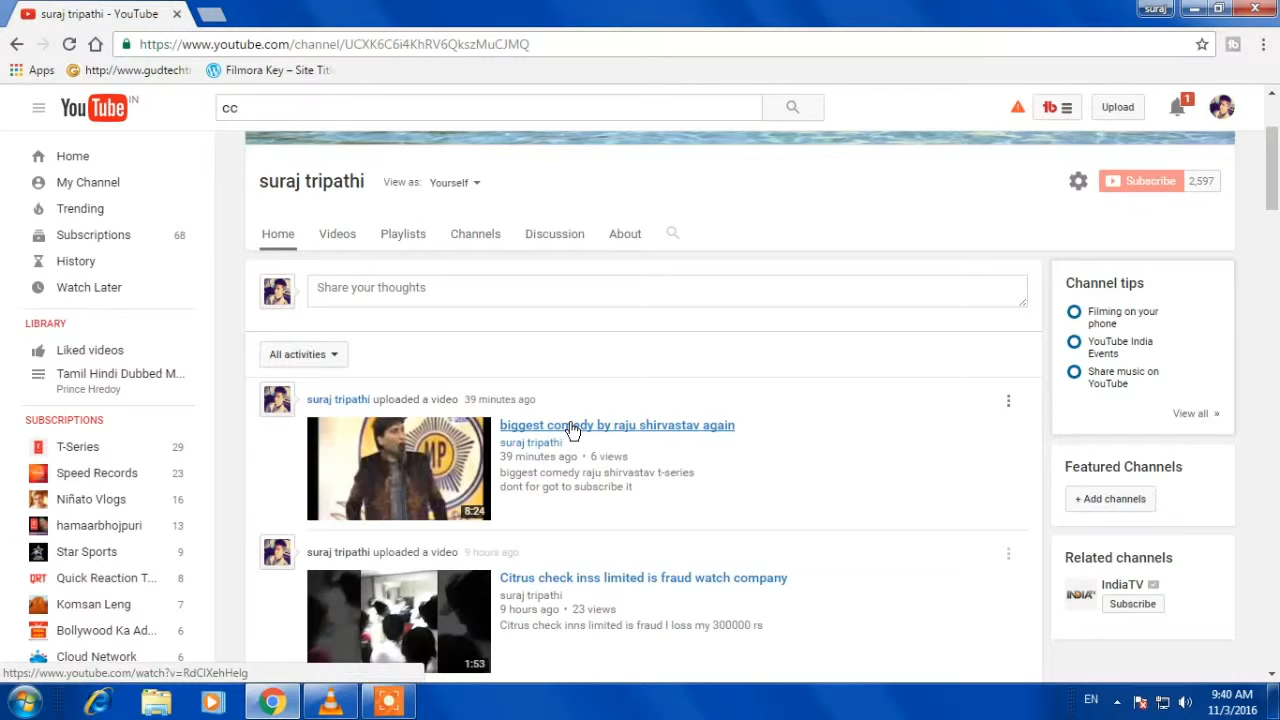 suraj tripathi - YouTube
suraj
https://www.youtube.com/channel/UCXK6C6i4KhRV6QkszMuCJMQ
Apps
http://www.gudtecht
Filmora Key – Site Titl
YouTube IN
cc
Upload
1
Home
My Channel
Trending
Subscriptions 68
History
Watch Later
LIBRARY
Liked videos
Tamil Hindi Dubbed M...
Prince Hredoy
SUBSCRIPTIONS
T-Series 29
Speed Records 23
Niñato Vlogs 16
hamaarbhojpuri 13
Star Sports 9
Quick Reaction T... 8
Komsan Leng 7
Bollywood Ka Ad... 6
Cloud Network 6
suraj tripathi
View as: Yourself
Subscribe 2,597
Home
Videos
Playlists
Channels
Discussion
About
Share your thoughts
All activities
suraj tripathi uploaded a video 39 minutes ago
8:24
biggest comedy by raju shirvastav again
suraj tripathi
39 minutes ago • 6 views
biggest comedy raju shirvastav t-series
dont for got to subscribe it
suraj tripathi uploaded a video 9 hours ago
1:53
Citrus check inss limited is fraud watch company
suraj tripathi
9 hours ago • 23 views
Citrus check inns limited is fraud I loss my 300000 rs
Channel tips
Filming on your
phone
YouTube India
Events
Share music on
YouTube
View all »
Featured Channels
+ Add channels
Related channels
IndiaTV
Subscribe
https://www.youtube.com/watch?v=RdClXehHelg
EN
9:40 AM
11/3/2016